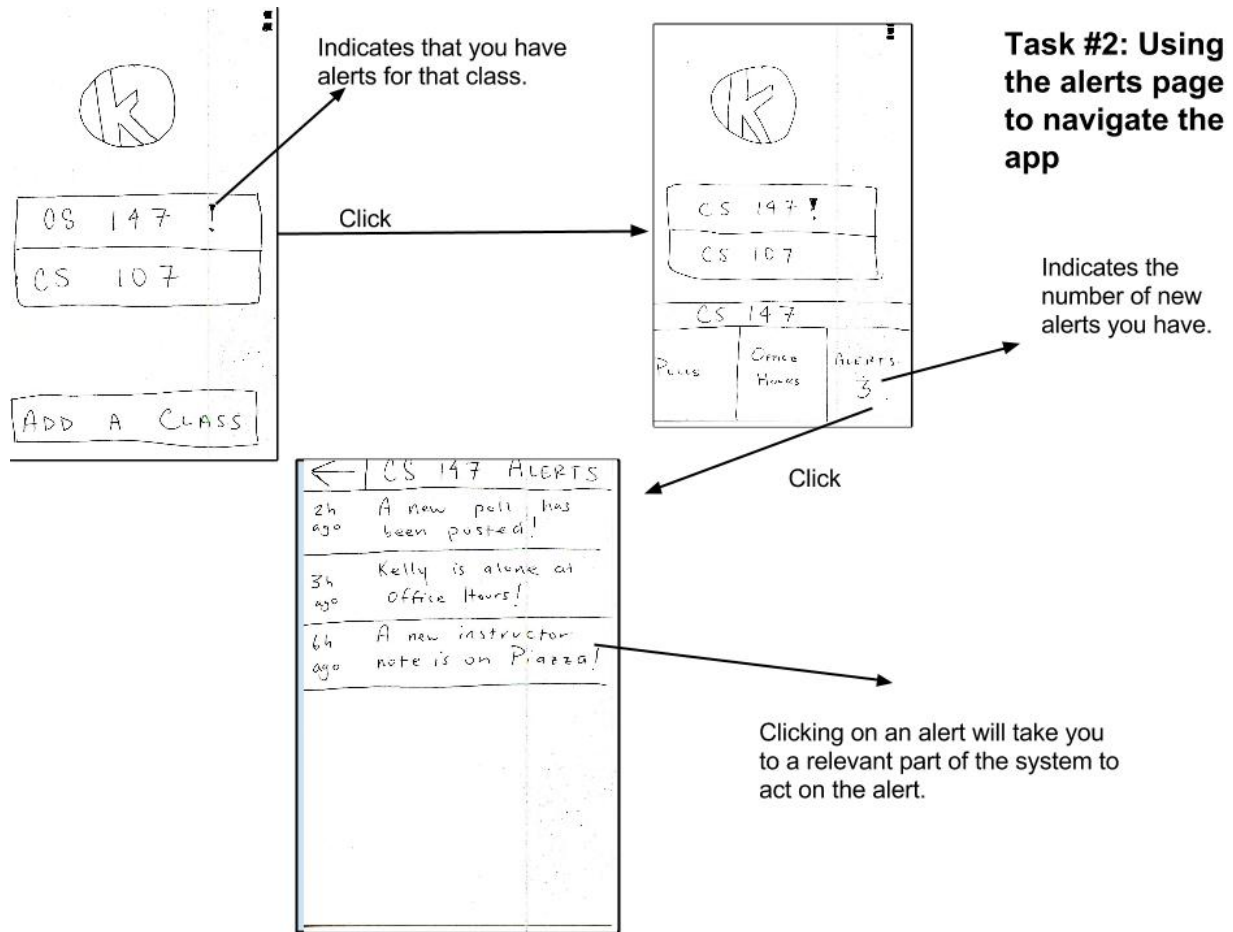 Indicates that you have
alerts for that class.
Task #2: Using
the alerts page
to navigate the
app
k
CS 147 !
CS 107
ADD A CLASS
Click
k
CS 147 !
CS 107
CS 147
POLLS
OFFICE
HOURS
ALERTS
3
Indicates the
number of new
alerts you have.
Click
← CS 147 ALERTS
2h
ago
A new poll has
been posted!
3h
ago
Kelly is alone at
Office Hours!
6h
ago
A new instructor
note is on Piazza!
Clicking on an alert will take you
to a relevant part of the system to
act on the alert.